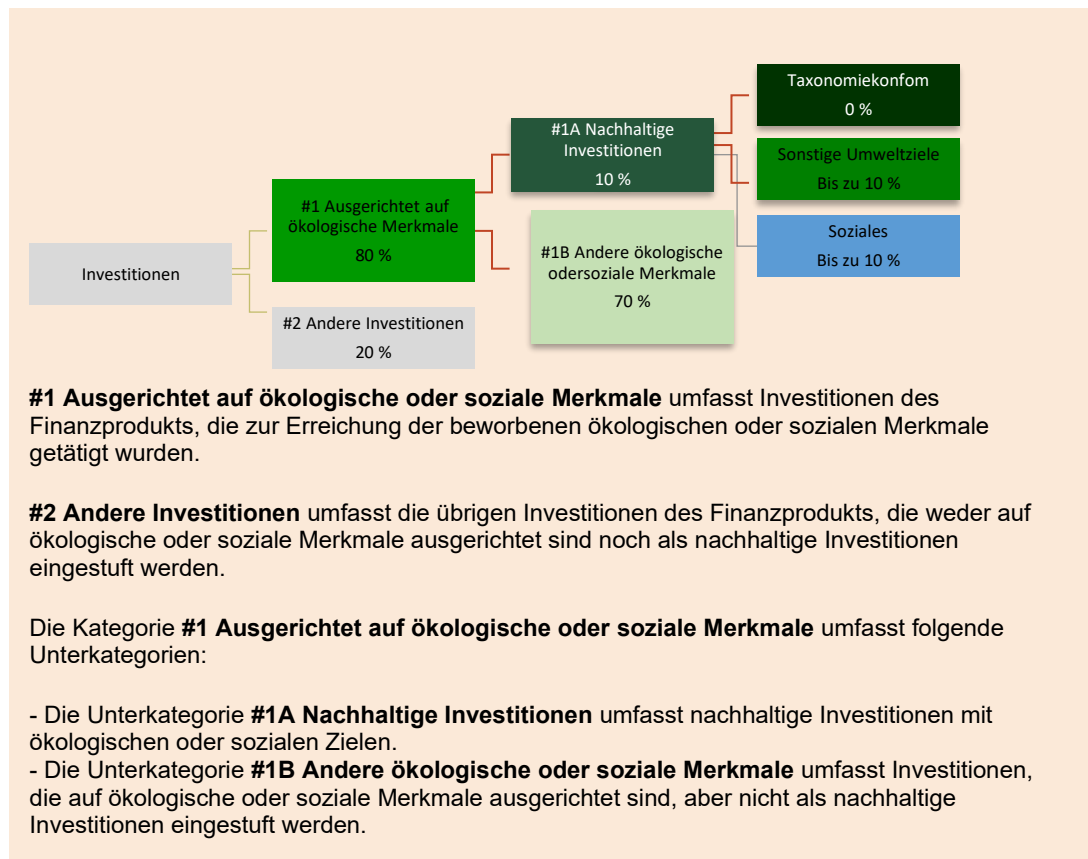 Taxonomiekonfom
0 %
#1A Nachhaltige
Investitionen
10 %
Sonstige Umweltziele
Bis zu 10 %
#1 Ausgerichtet auf
ökologische Merkmale
80 %
#1B Andere ökologische
odersoziale Merkmale
70 %
Soziales
Bis zu 10 %
Investitionen
#2 Andere Investitionen
20 %
#1 Ausgerichtet auf ökologische oder soziale Merkmale umfasst Investitionen des
Finanzprodukts, die zur Erreichung der beworbenen ökologischen oder sozialen Merkmale
getätigt wurden.
#2 Andere Investitionen umfasst die übrigen Investitionen des Finanzprodukts, die weder auf
ökologische oder soziale Merkmale ausgerichtet sind noch als nachhaltige Investitionen
eingestuft werden.
Die Kategorie #1 Ausgerichtet auf ökologische oder soziale Merkmale umfasst folgende
Unterkategorien:
- Die Unterkategorie #1A Nachhaltige Investitionen umfasst nachhaltige Investitionen mit
ökologischen oder sozialen Zielen.
- Die Unterkategorie #1B Andere ökologische oder soziale Merkmale umfasst Investitionen,
die auf ökologische oder soziale Merkmale ausgerichtet sind, aber nicht als nachhaltige
Investitionen eingestuft werden.